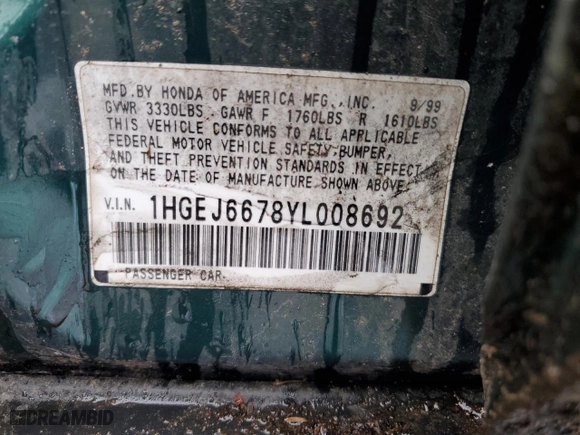 MFD. BY HONDA OF AMERICA MFG., INC. 9/99
GVWR 3330LBS GAWR F 1760LBS R 1610LBS
THIS VEHICLE CONFORMS TO ALL APPLICABLE
FEDERAL MOTOR VEHICLE SAFETY, BUMPER,
AND THEFT PREVENTION STANDARDS IN EFFECT
ON THE DATE OF MANUFACTURE SHOWN ABOVE.
V.I.N. 1HGEJ6678YL008692
PASSENGER CAR
SCREAMBID